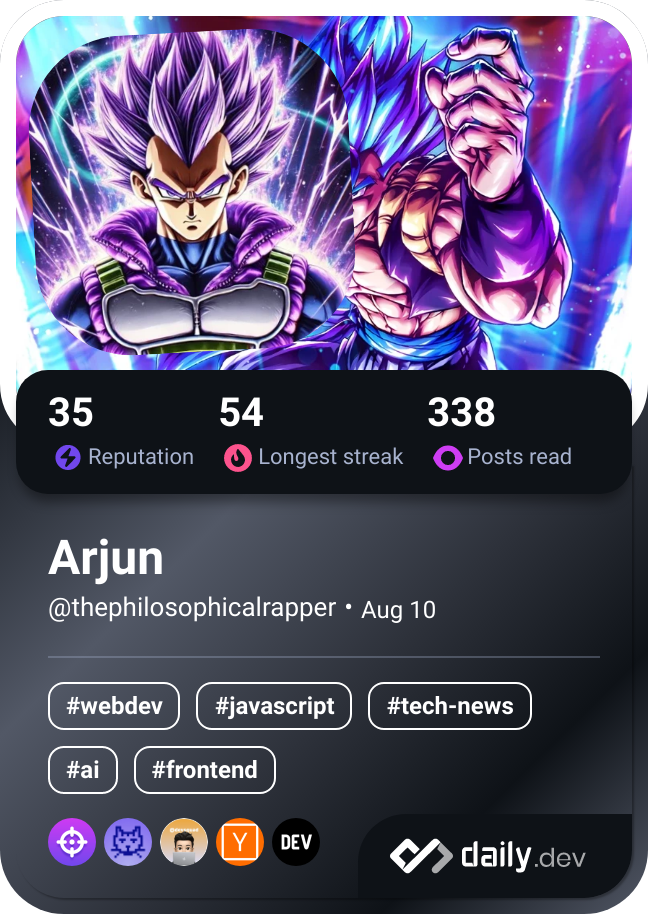 35 54 338
Reputation Longest streak Posts read
Arjun
@thephilosophicalrapper • Aug 10
#webdev #javascript #tech-news
#ai #frontend
Y DEV
daily.dev